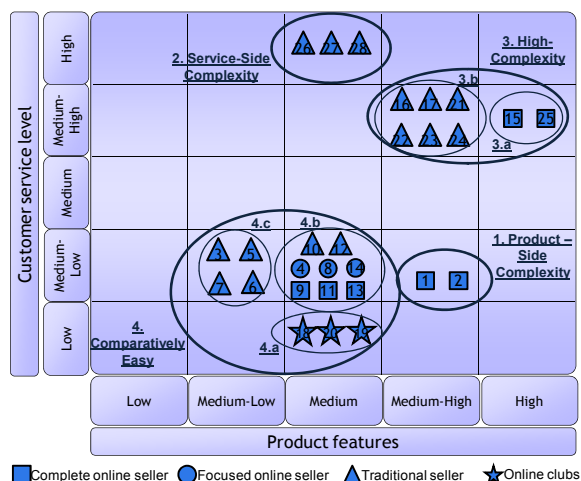 Customer service level
High
Medium-
High
Medium
Medium-
Low
Low
2. Service-Side
Complexity
26 27 28
3. High-
Complexity
3.b
16 17 21
22 23 24
15 25
3.a
4.c
3 5
7 6
4.b
10 12
4 8 14
9 11 13
1. Product –
Side
Complexity
1 2
4.
Comparatively
Easy
4.a
18 20 19
Low
Medium-Low
Medium
Medium-High
High
Product features
Complete online seller
Focused online seller
Traditional seller
Online clubs